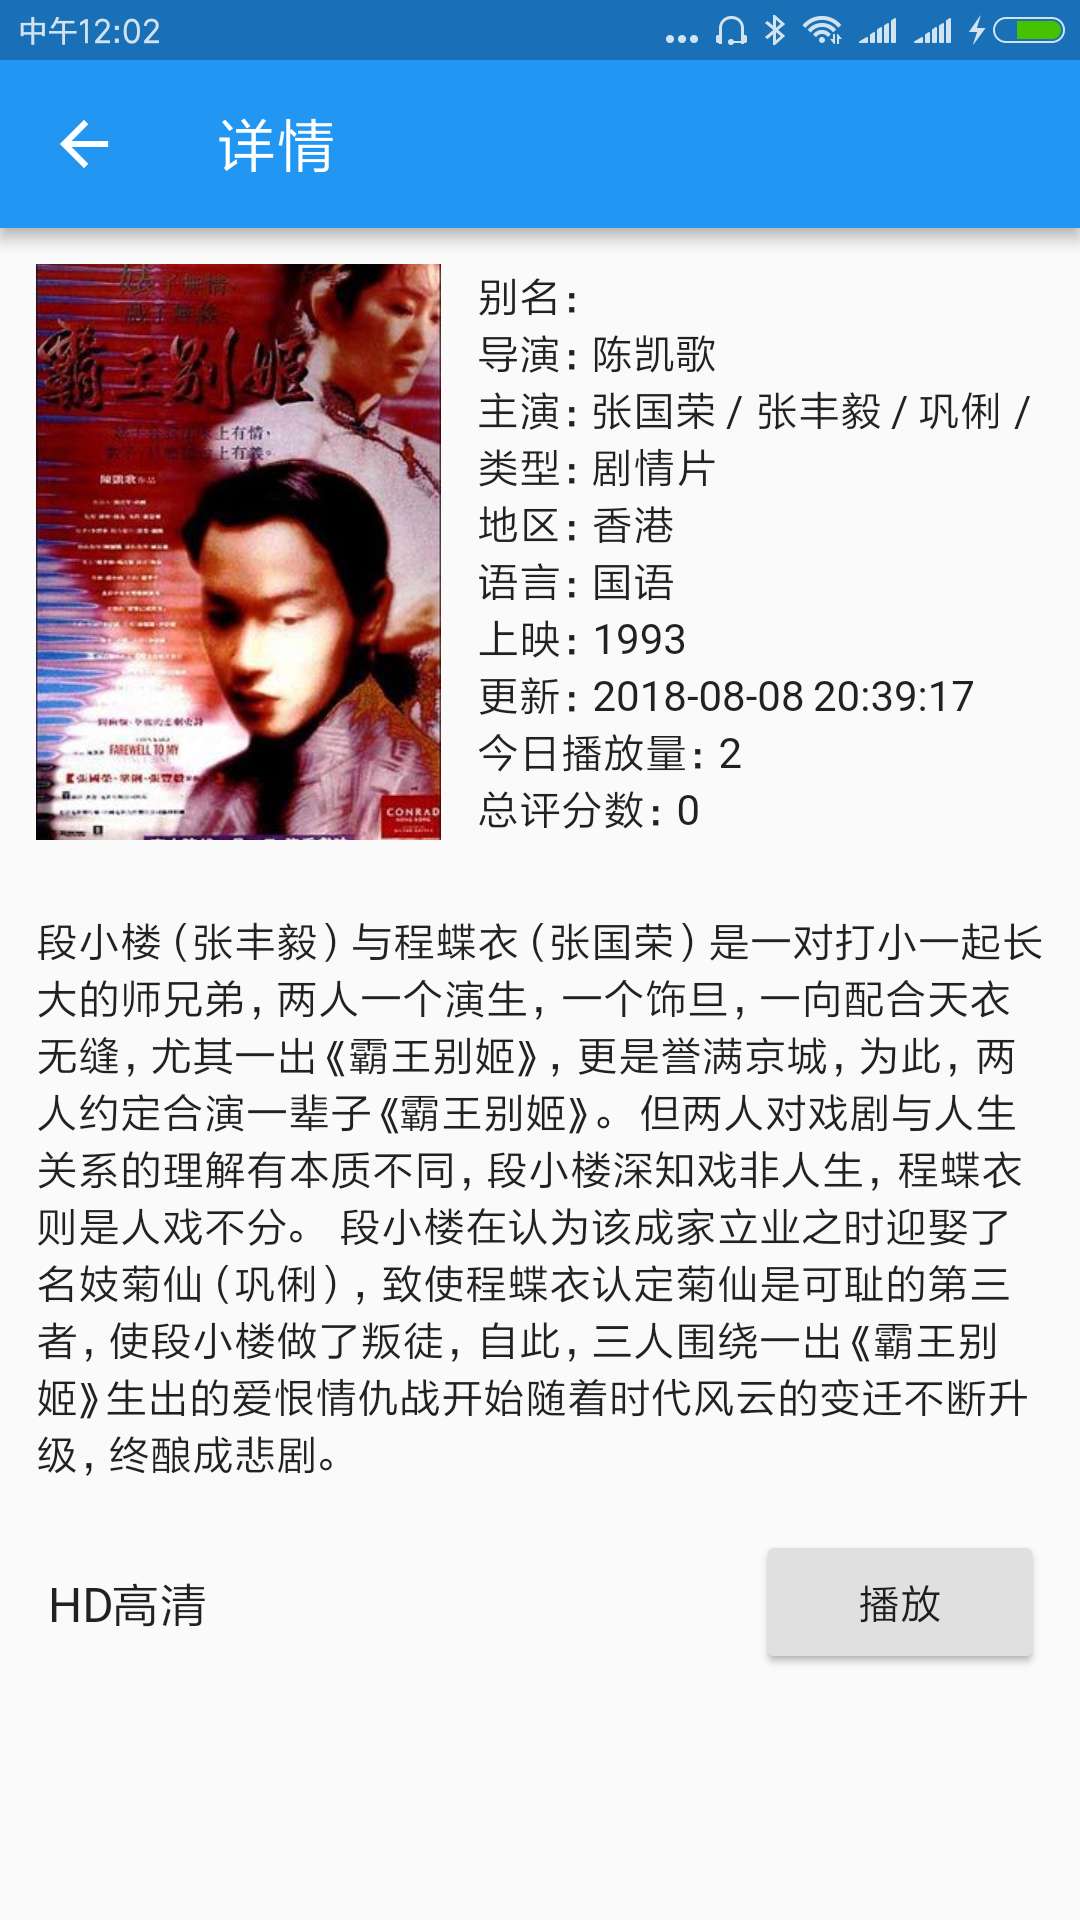 中午12:02
详情
霸王别姬
陳凱歌作品
FAREWELL TO MY
CONRAD
HONG KONG
别名：
导演：陈凯歌
主演：张国荣 / 张丰毅 / 巩俐 /
类型：剧情片
地区：香港
语言：国语
上映：1993
更新：2018-08-08 20:39:17
今日播放量：2
总评分数：0
段小楼（张丰毅）与程蝶衣（张国荣）是一对打小一起长
大的师兄弟，两人一个演生，一个饰旦，一向配合天衣
无缝，尤其一出《霸王别姬》，更是誉满京城，为此，两
人约定合演一辈子《霸王别姬》。但两人对戏剧与人生
关系的理解有本质不同，段小楼深知戏非人生，程蝶衣
则是人戏不分。 段小楼在认为该成家立业之时迎娶了
名妓菊仙（巩俐），致使程蝶衣认定菊仙是可耻的第三
者，使段小楼做了叛徒，自此，三人围绕一出《霸王别
姬》生出的爱恨情仇战开始随着时代风云的变迁不断升
级，终酿成悲剧。
HD高清
播放